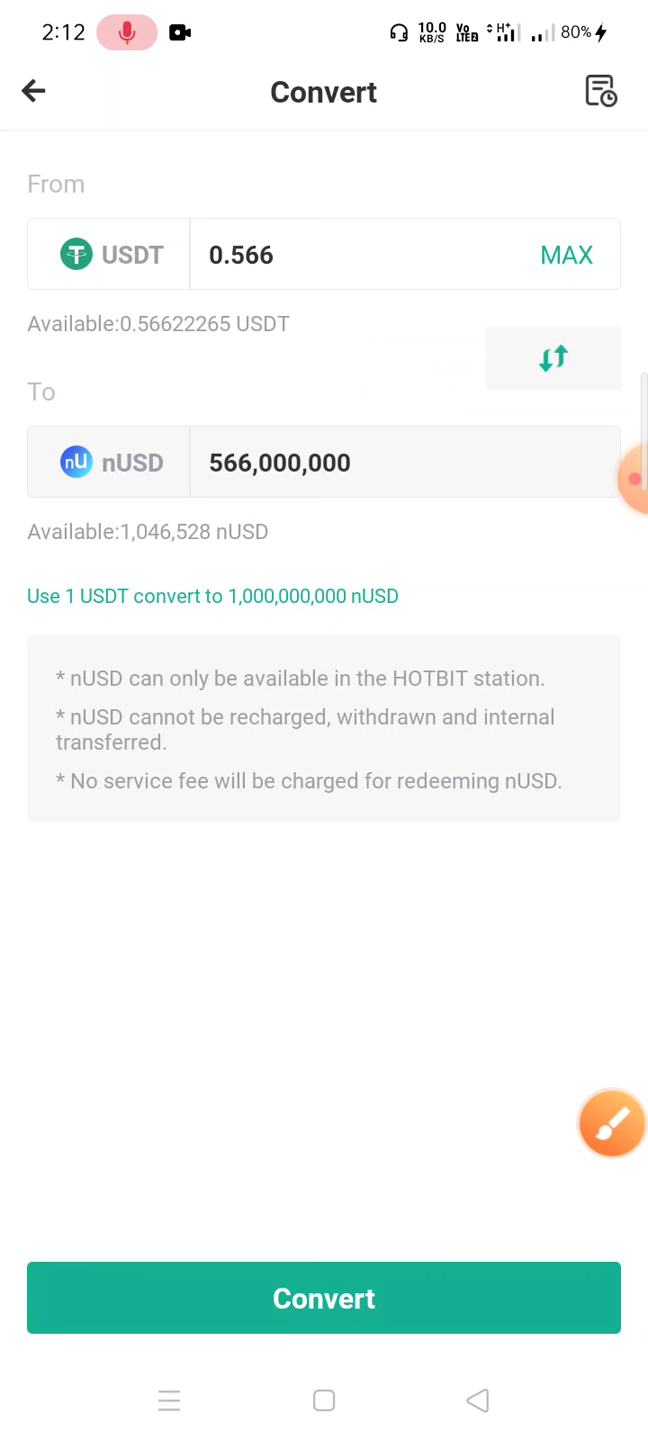 2:12 10.0 KB/S Vo LTE2 H+ 80%
Convert
From
USDT 0.566 MAX
Available:0.56622265 USDT
To
nU nUSD 566,000,000
Available:1,046,528 nUSD
Use 1 USDT convert to 1,000,000,000 nUSD
* nUSD can only be available in the HOTBIT station.
* nUSD cannot be recharged, withdrawn and internal
transferred.
* No service fee will be charged for redeeming nUSD.
Convert